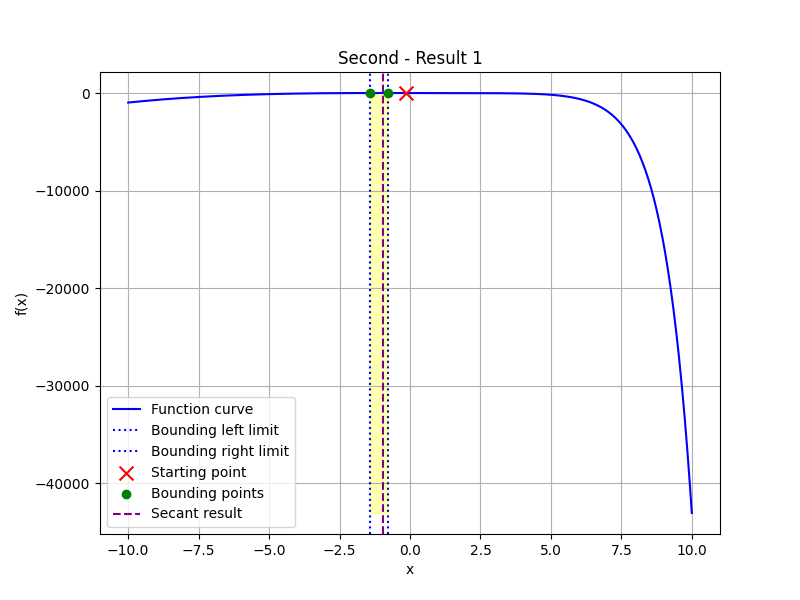 Second - Result 1
f(x)
0
−10000
−20000
−30000
−40000
Function curve
Bounding left limit
Bounding right limit
Starting point
Bounding points
Secant result
−10.0 −7.5 −5.0 −2.5 0.0 2.5 5.0 7.5 10.0
x